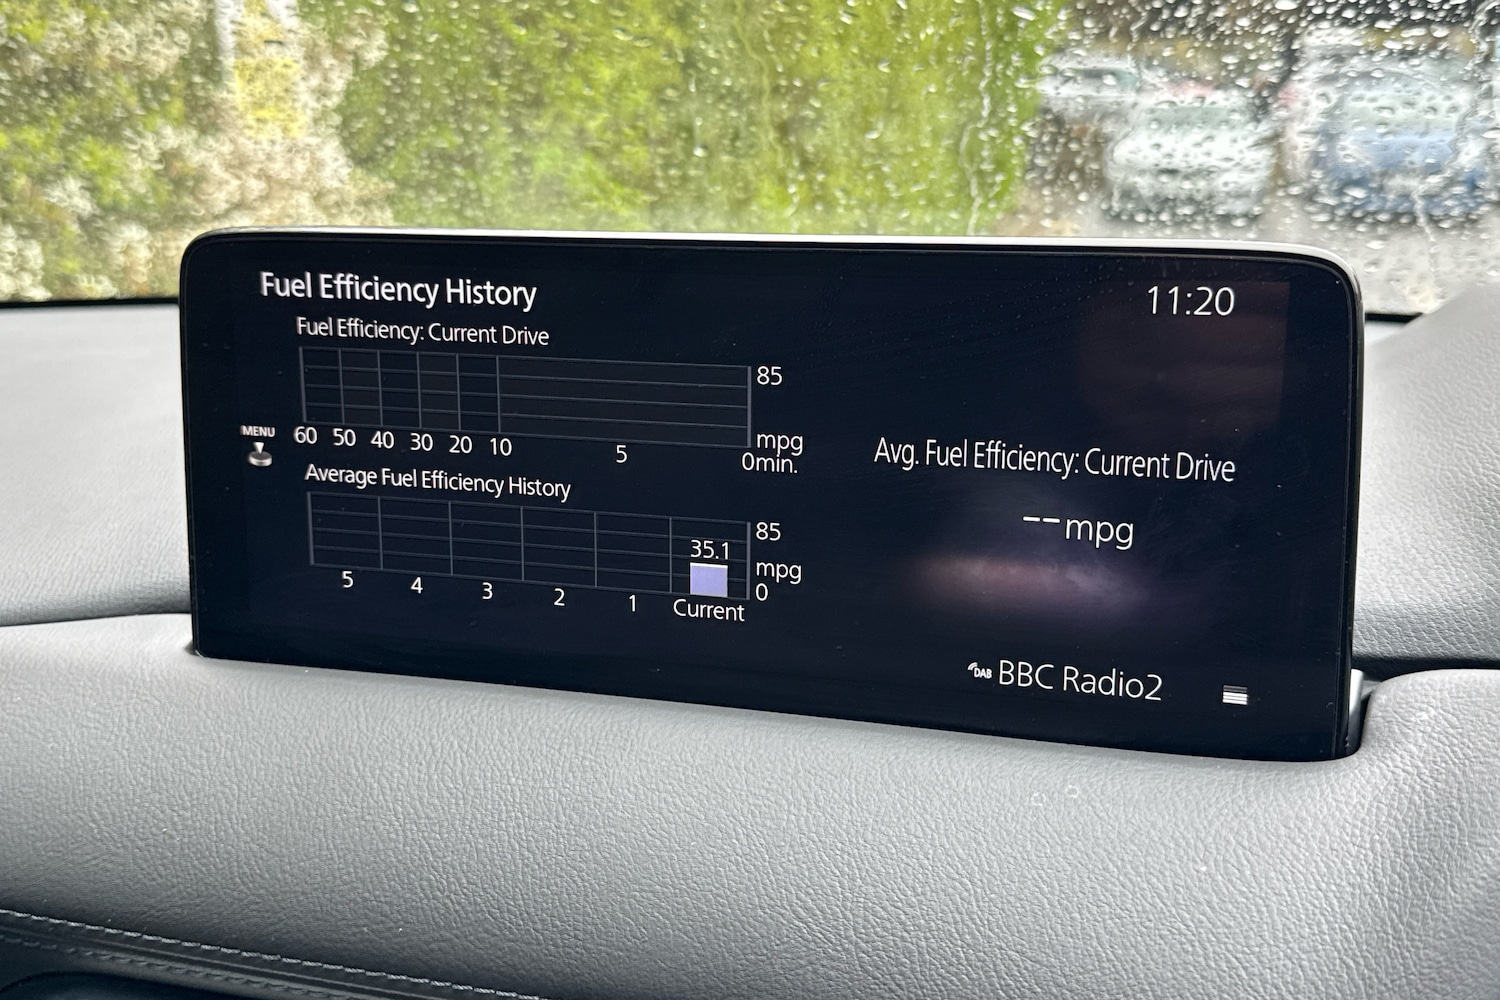 Fuel Efficiency History
11:20
Fuel Efficiency: Current Drive
85
MENU
60 50 40 30 20 10 5 0min.
mpg
Avg. Fuel Efficiency: Current Drive
--mpg
Average Fuel Efficiency History
85
35.1
mpg
0
5 4 3 2 1 Current
DAB BBC Radio2